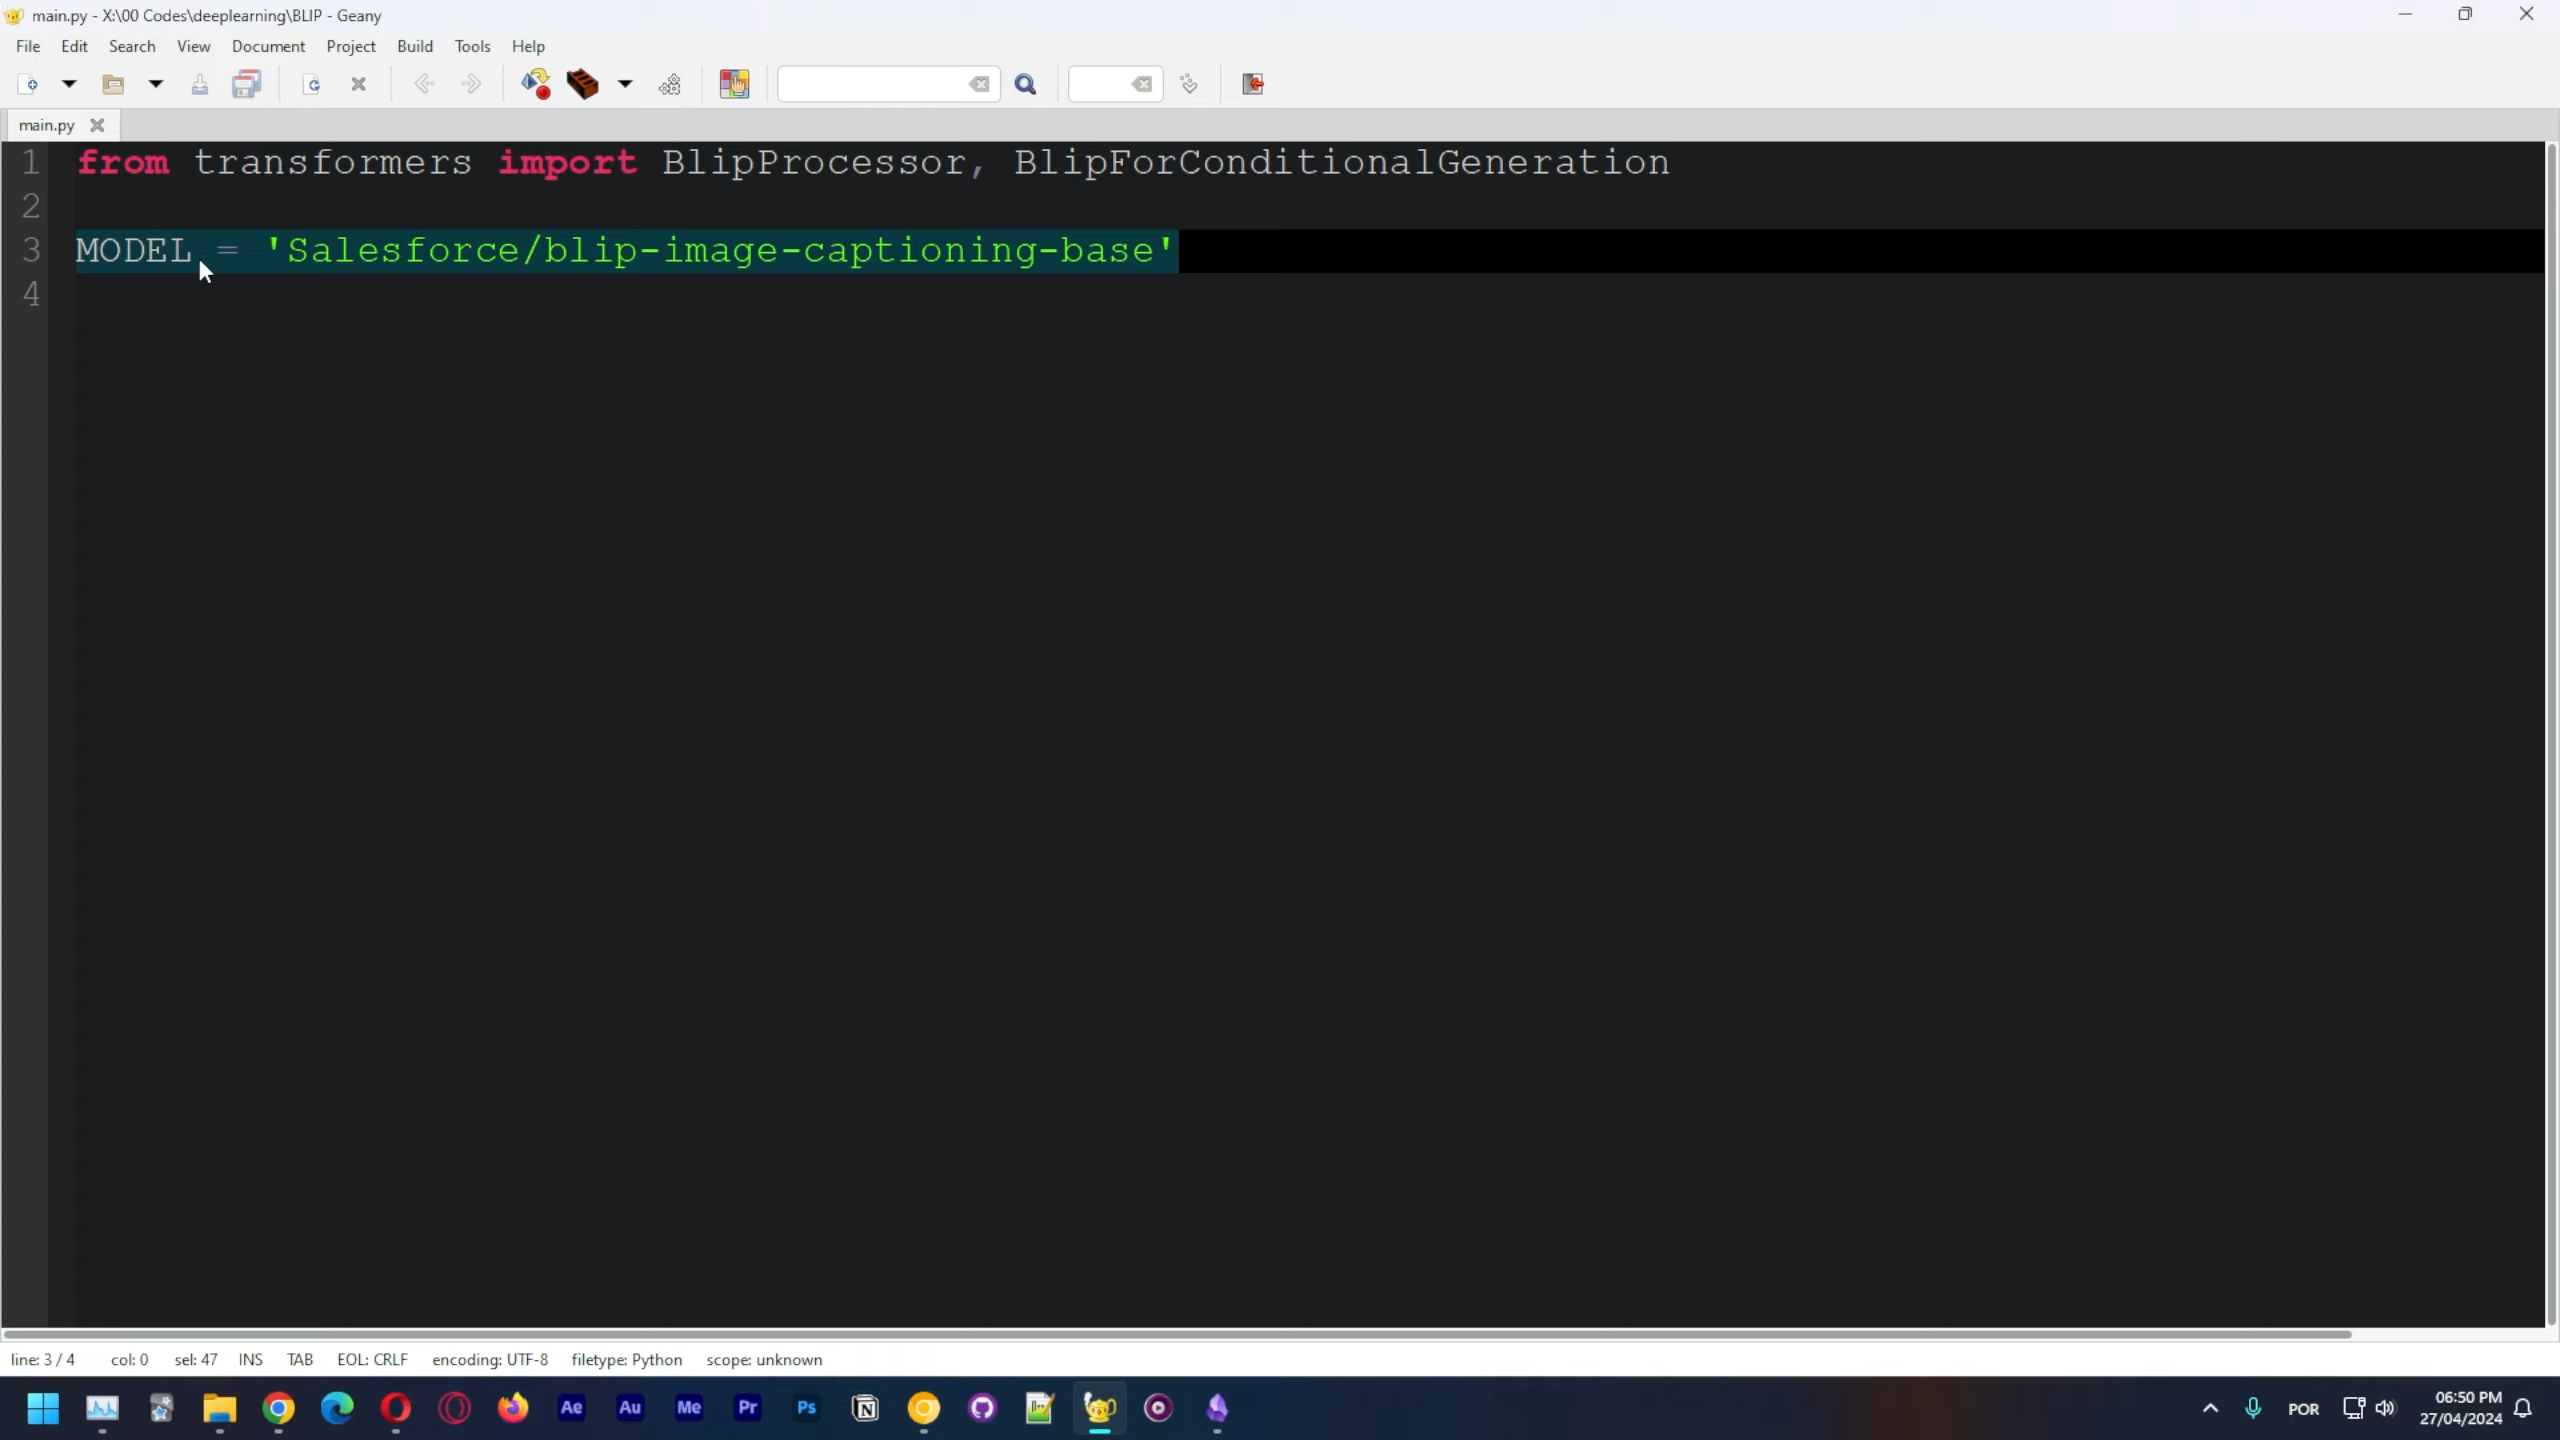 main.py - X:\00 Codes\deeplearning\BLIP - Geany
File Edit Search View Document Project Build Tools Help
main.py
1 from transformers import BlipProcessor, BlipForConditionalGeneration
2
3 MODEL = 'Salesforce/blip-image-captioning-base'
4
line: 3 / 4 col: 0 sel: 47 INS TAB EOL: CRLF encoding: UTF-8 filetype: Python scope: unknown
Ae Au Me Pr Ps N POR 06:50 PM
27/04/2024